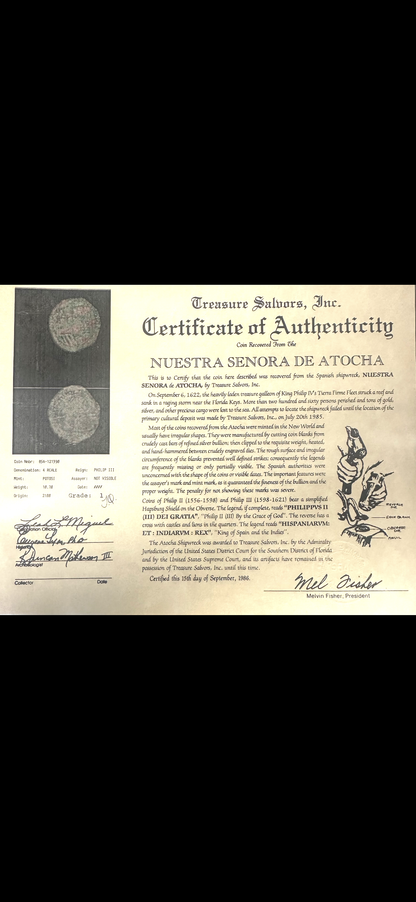 Treasure Salvors, Inc.
Certificate of Authenticity
Coin Recovered From The
NUESTRA SENORA DE ATOCHA
This is to Certify that the coin here described was recovered from the Spanish shipwreck, NUESTRA
SENORA de ATOCHA, by Treasure Salvors, Inc.
On September 6, 1622, the heavily laden treasure galleon of King Philip IV's Tierra Firme Fleet struck a reef and
sank in a raging storm near the Florida Keys. More than two hundred and sixty persons perished and tons of gold,
silver, and other precious cargo were lost to the sea. All attempts to locate the shipwreck failed until the location of the
primary cultural deposit was made by Treasure Salvors, Inc., on July 20th 1985.
Most of the coins recovered from the Atocha were minted in the New World and
usually have irregular shapes. They were manufactured by cutting coin blanks from
crudely cast bars of refined silver bullion; then clipped to the requisite weight, heated,
and hand-hammered between crudely engraved dies. The rough surface and irregular
circumference of the blanks prevented well defined strikes; consequently the legends
are frequently missing or only partially visible. The Spanish authorities were
unconcerned with the shape of the coins or visible dates. The important features were
the assayer's mark and mint mark, as it guaranteed the fineness of the bullion and the
proper weight. The penalty for not showing these marks was severe.
Coins of Philip II (1556-1598) and Philip III (1598-1621) bear a simplified
Hapsburg Shield on the Obverse. The legend, if complete, reads "PHILIPPVS II
(III) DEI GRATIA", "Philip II (III) By the Grace of God". The reverse has a
cross with castles and lions in the quarters. The legend reads "HISPANIARVM:
ET : INDIARVM : REX", "King of Spain and the Indies".
The Atocha Shipwreck was awarded to Treasure Salvors, Inc. by the Admiralty
Jurisdiction of the United States District Court for the Southern District of Florida
and by the United States Supreme Court, and its artifacts have remained in the
possession of Treasure Salvors, Inc. until this time.
Certified this 15th day of September, 1986.
Mel Fisher
Melvin Fisher, President
Denomination: 4 REALE
Reign: PHILIP III
Mint: POTOSI
Assayer: NOT VISIBLE
Weight:
Date: ////
Origin:
Grade: 1
Duncan Mathewson III
Archaeologist
Collector
Date